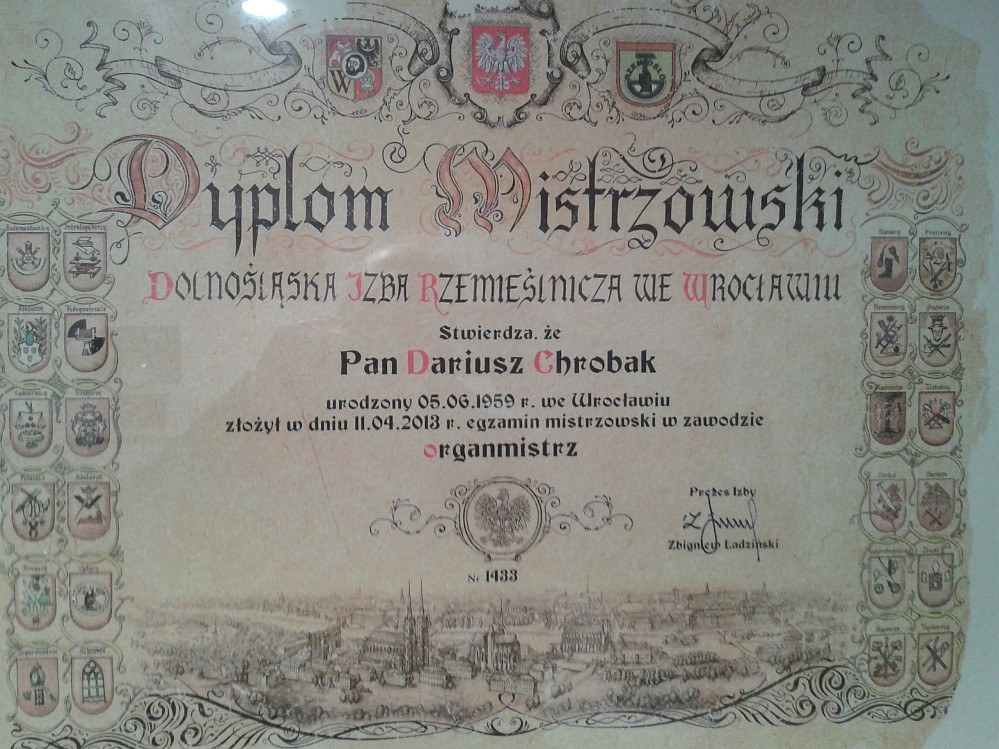 Dyplom Mistrzowski
Dolnośląska Izba Rzemieślnicza we Wrocławiu
Stwierdza, że
Pan Dariusz Chrobak
urodzony 05.06.1959 r. we Wrocławiu
złożył w dniu 11.04.2013 r. egzamin mistrzowski w zawodzie
organmistrz
Prezes Izby
Zbigniew Ładziński
Nr 1433